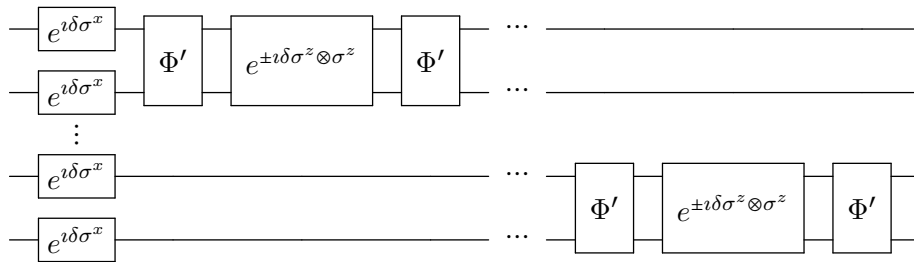 e^{ıδσ^x} Φ′ e^{±ıδσ^z⊗σ^z} Φ′ ...
e^{ıδσ^x} ...
⋮
e^{ıδσ^x} ... Φ′ e^{±ıδσ^z⊗σ^z} Φ′
e^{ıδσ^x} ...